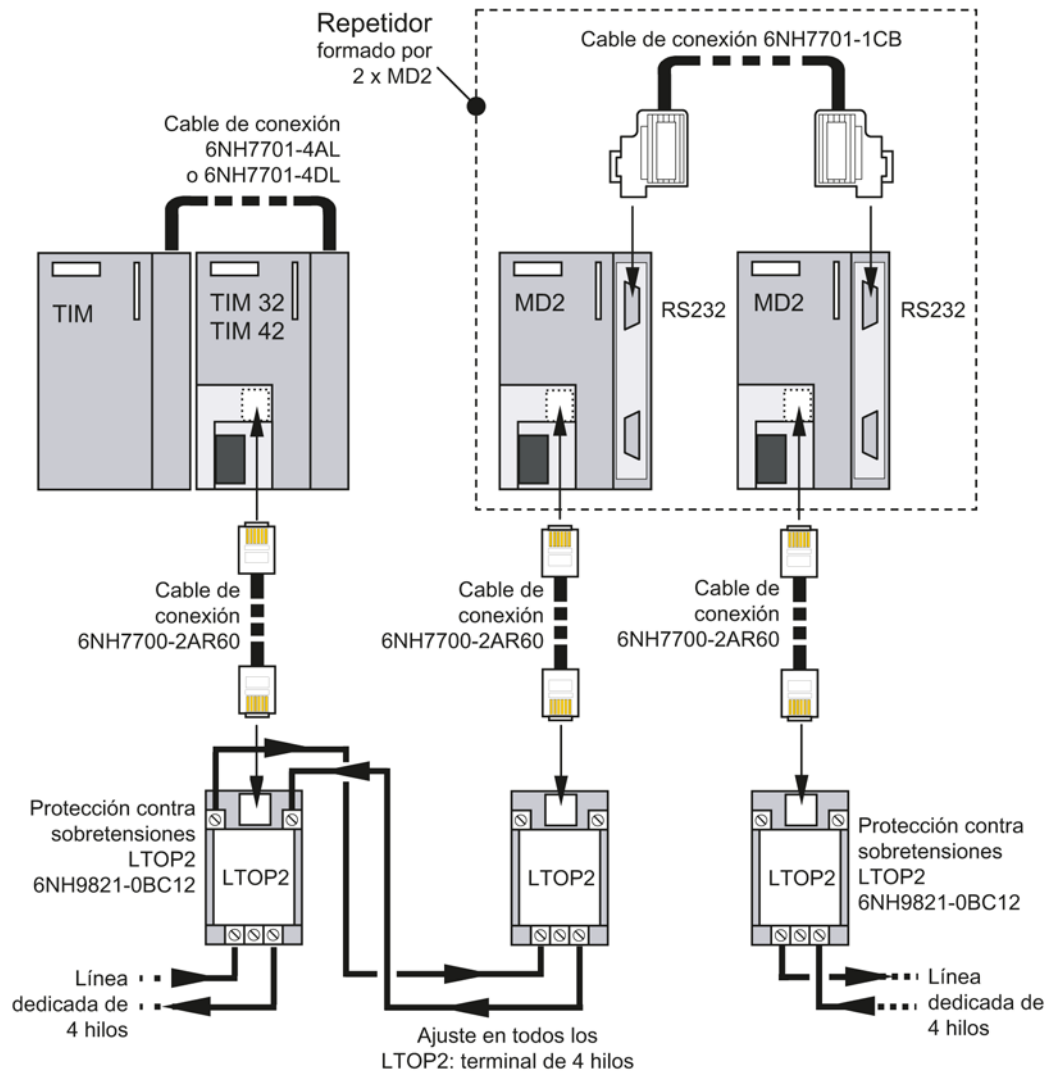 Repetidor
formado por
2 x MD2
Cable de conexión 6NH7701-1CB
Cable de conexión
6NH7701-4AL
o 6NH7701-4DL
TIM
TIM 32
TIM 42
MD2
RS232
MD2
RS232
Cable de
conexión
6NH7700-2AR60
Cable de
conexión
6NH7700-2AR60
Cable de
conexión
6NH7700-2AR60
Protección contra
sobretensiones
LTOP2
6NH9821-0BC12
LTOP2
LTOP2
LTOP2
Protección contra
sobretensiones
LTOP2
6NH9821-0BC12
Línea
dedicada de
4 hilos
Ajuste en todos los
LTOP2: terminal de 4 hilos
Línea
dedicada de
4 hilos